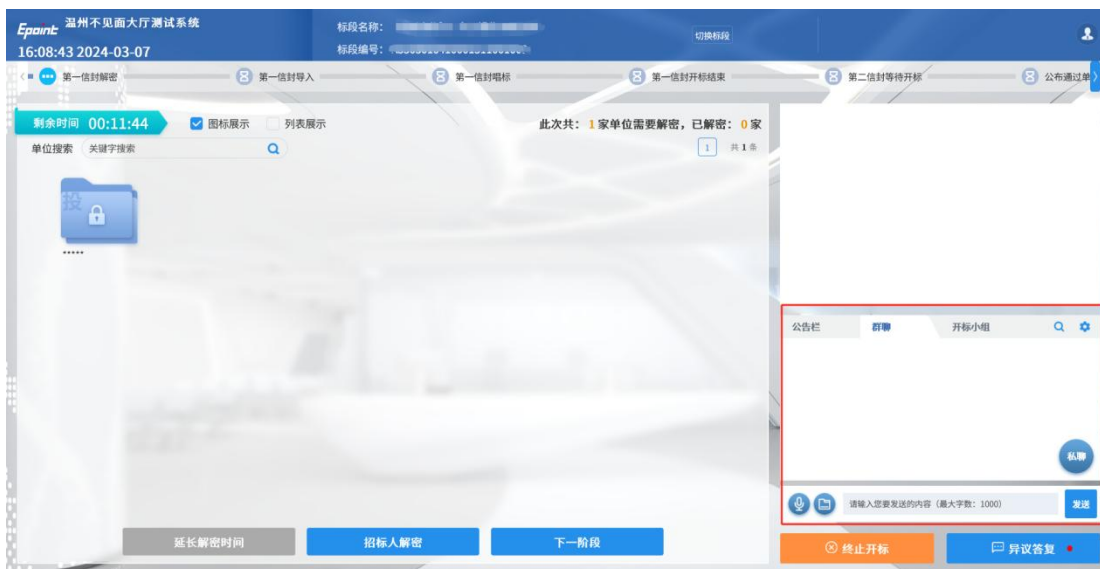 Epoint 温州不见面大厅测试系统
16:08:43 2024-03-07
标段名称：
标段编号：
切换标段
第一信封解密
第一信封导入
第一信封唱标
第一信封开标结束
第二信封等待开标
公布通过单
剩余时间 00:11:44
图标展示
列表展示
此次共：1家单位需要解密，已解密：0家
单位搜索
关键字搜索
1
共1条
投
*****
公告栏
群聊
开标小组
私聊
请输入您要发送的内容（最大字数：1000）
发送
延长解密时间
招标人解密
下一阶段
终止开标
异议答复